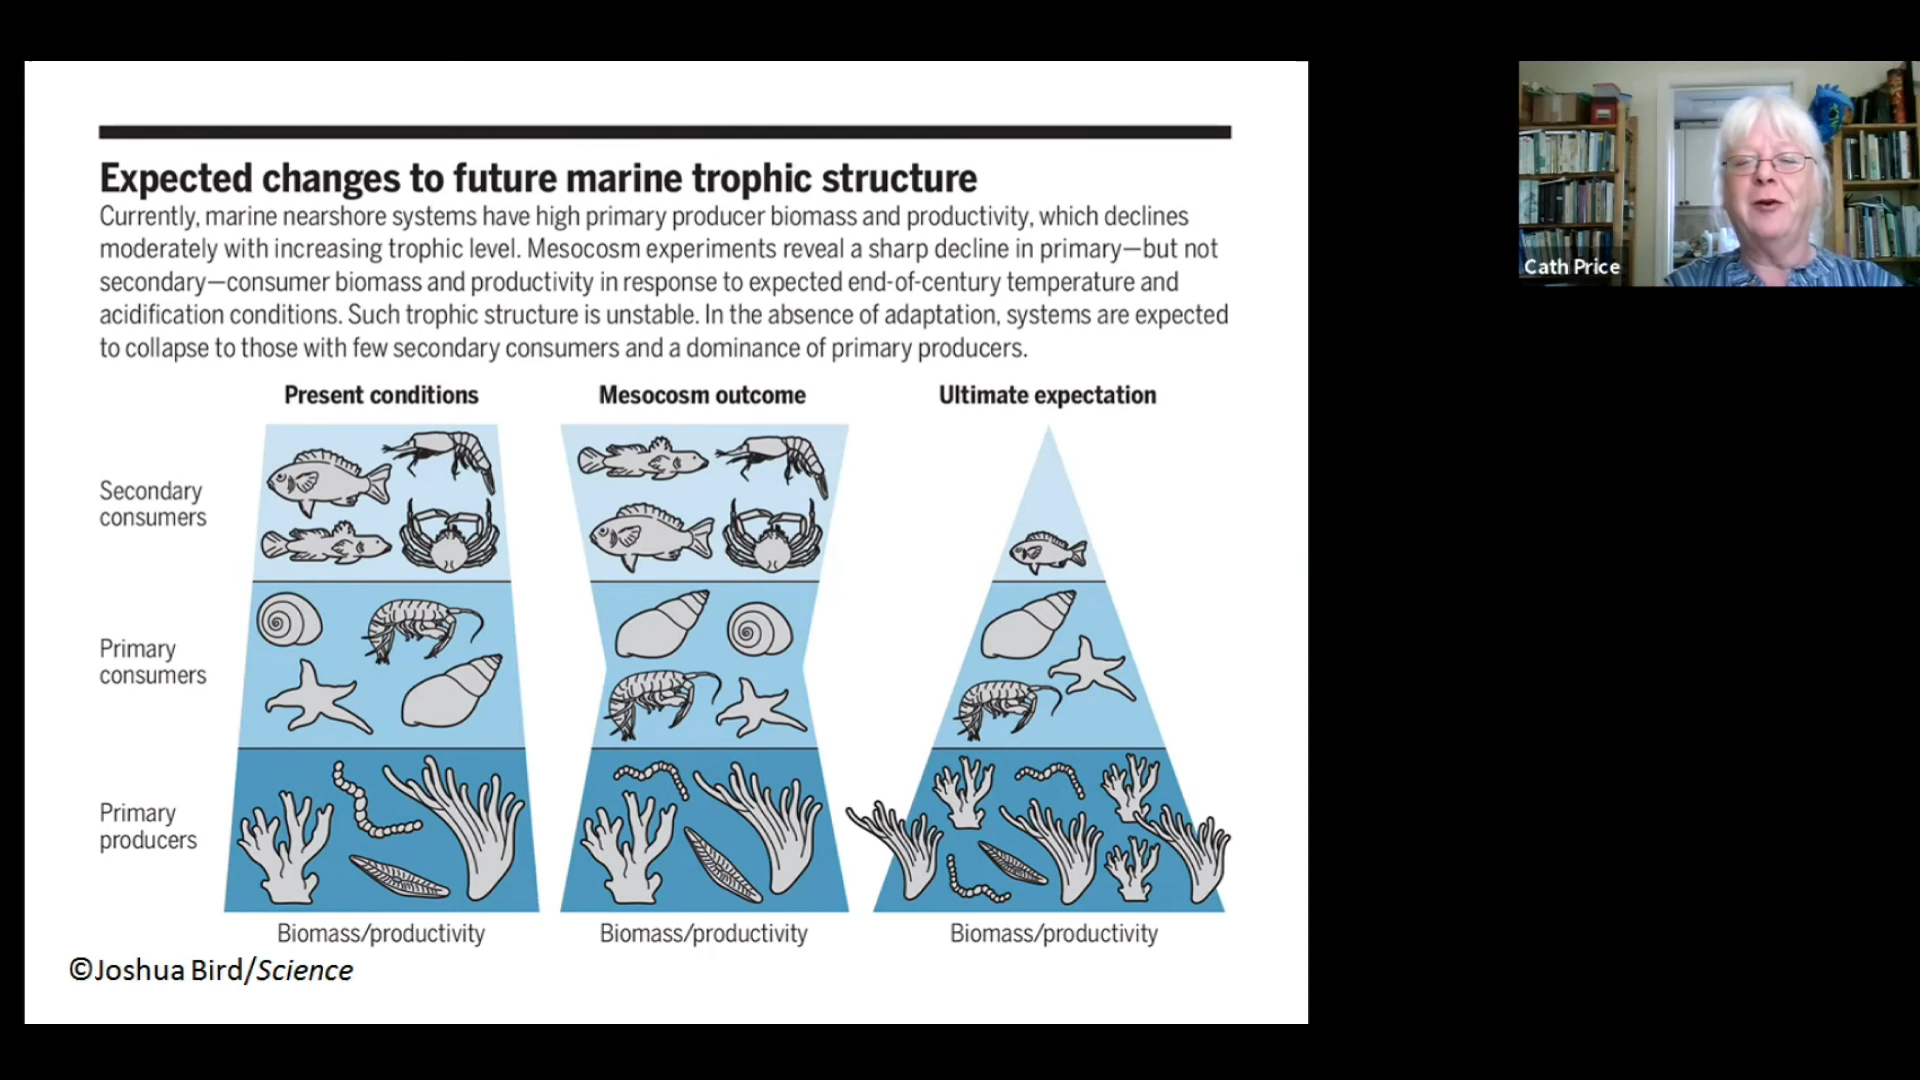 Expected changes to future marine trophic structure
Currently, marine nearshore systems have high primary producer biomass and productivity, which declines
moderately with increasing trophic level. Mesocosm experiments reveal a sharp decline in primary—but not
secondary—consumer biomass and productivity in response to expected end-of-century temperature and
acidification conditions. Such trophic structure is unstable. In the absence of adaptation, systems are expected
to collapse to those with few secondary consumers and a dominance of primary producers.
Present conditions
Mesocosm outcome
Ultimate expectation
Secondary
consumers
Primary
consumers
Primary
producers
Biomass/productivity
Biomass/productivity
Biomass/productivity
©Joshua Bird/Science
Cath Price